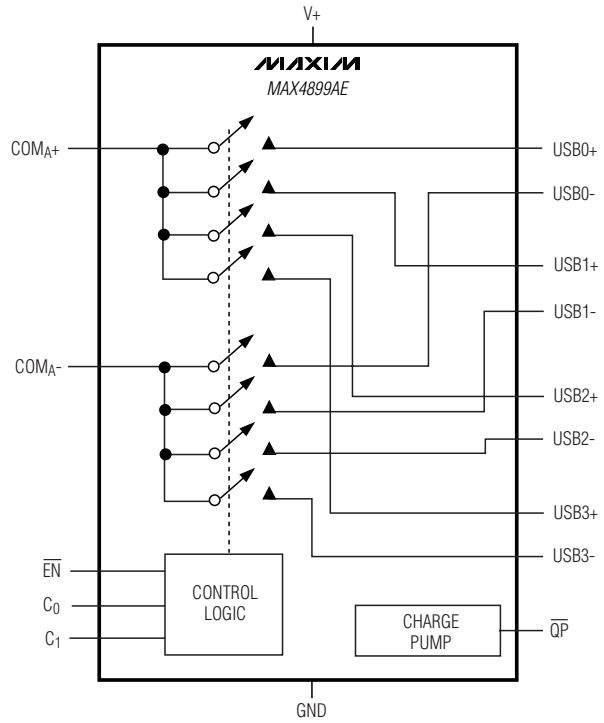 V+
MAXIM
MAX4899AE
COMA+
USB0+
USB0-
USB1+
USB1-
COMA-
USB2+
USB2-
USB3+
USB3-
EN
C0
C1
CONTROL
LOGIC
CHARGE
PUMP
QP
GND